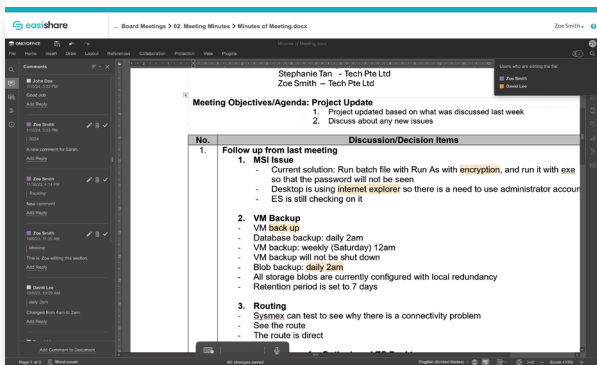 easishare
... Board Meetings > 02. Meeting Minutes > Minutes of Meeting.docx
Zoe Smith
ONLYOFFICE
Minutes of Meeting.docx
File Home Insert Draw Layout References Collaboration Protection View Plugins
Users who are editing the file:
Zoe Smith
David Lee
Comments
John Doe
Good Job
Add Reply
Zoe Smith
2024
A new comment for Sarah.
Add Reply
Zoe Smith
Tracking
New comment
Add Reply
Zoe Smith
Meeting
This is Zoe editing this section.
Add Reply
David Lee
daily 2am
Changed from 4am to 2am
Add Reply
Add Comment to Document
Stephanie Tan - Tech Pte Ltd
Zoe Smith – Tech Pte Ltd
Meeting Objectives/Agenda: Project Update
1. Project updated based on what was discussed last week
2. Discuss about any new issues
No. Discussion/Decision Items
1. Follow up from last meeting
1. MSI Issue
- Current solution: Run batch file with Run As with encryption, and run it with exe
so that the password will not be seen
- Desktop is using internet explorer so there is a need to use administrator accoun
- ES is still checking on it
2. VM Backup
- VM back up
- Database backup: daily 2am
- VM backup: weekly (Saturday) 12am
- VM backup will not be shut down
- Blob backup: daily 2am
- All storage blobs are currently configured with local redundancy
- Retention period is set to 7 days
3. Routing
- Sysmex can test to see why there is a connectivity problem
- See the route
- The route is direct
Page 1 of 2 Word count All changes saved English (United States) Zoom 110%